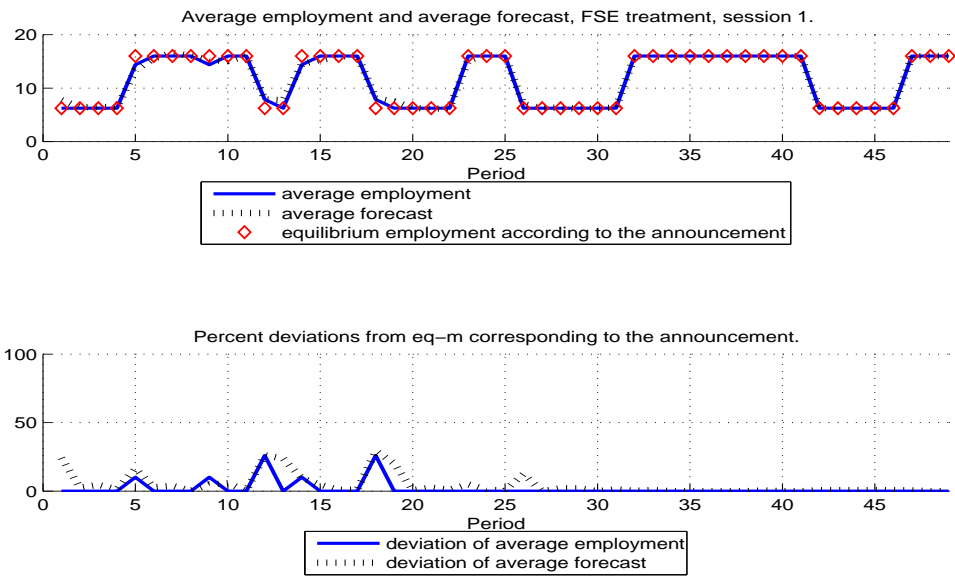 Average employment and average forecast, FSE treatment, session 1.
20
10
0
0 5 10 15 20 25 30 35 40 45
Period
average employment
average forecast
equilibrium employment according to the announcement
Percent deviations from eq−m corresponding to the announcement.
100
50
0
0 5 10 15 20 25 30 35 40 45
Period
deviation of average employment
deviation of average forecast